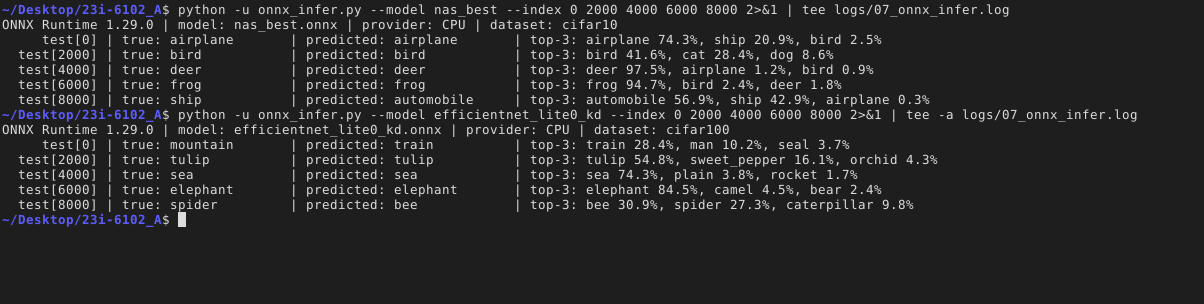 ~/Desktop/23i-6102_A$ python -u onnx_infer.py --model nas_best --index 0 2000 4000 6000 8000 2>&1 | tee logs/07_onnx_infer.log
ONNX Runtime 1.29.0 | model: nas_best.onnx | provider: CPU | dataset: cifar10
     test[0] | true: airplane       | predicted: airplane       | top-3: airplane 74.3%, ship 20.9%, bird 2.5%
  test[2000] | true: bird           | predicted: bird           | top-3: bird 41.6%, cat 28.4%, dog 8.6%
  test[4000] | true: deer           | predicted: deer           | top-3: deer 97.5%, airplane 1.2%, bird 0.9%
  test[6000] | true: frog           | predicted: frog           | top-3: frog 94.7%, bird 2.4%, deer 1.8%
  test[8000] | true: ship           | predicted: automobile     | top-3: automobile 56.9%, ship 42.9%, airplane 0.3%
~/Desktop/23i-6102_A$ python -u onnx_infer.py --model efficientnet_lite0_kd --index 0 2000 4000 6000 8000 2>&1 | tee -a logs/07_onnx_infer.log
ONNX Runtime 1.29.0 | model: efficientnet_lite0_kd.onnx | provider: CPU | dataset: cifar100
     test[0] | true: mountain       | predicted: train          | top-3: train 28.4%, man 10.2%, seal 3.7%
  test[2000] | true: tulip          | predicted: tulip          | top-3: tulip 54.8%, sweet_pepper 16.1%, orchid 4.3%
  test[4000] | true: sea            | predicted: sea            | top-3: sea 74.3%, plain 3.8%, rocket 1.7%
  test[6000] | true: elephant       | predicted: elephant       | top-3: elephant 84.5%, camel 4.5%, bear 2.4%
  test[8000] | true: spider         | predicted: bee            | top-3: bee 30.9%, spider 27.3%, caterpillar 9.8%
~/Desktop/23i-6102_A$